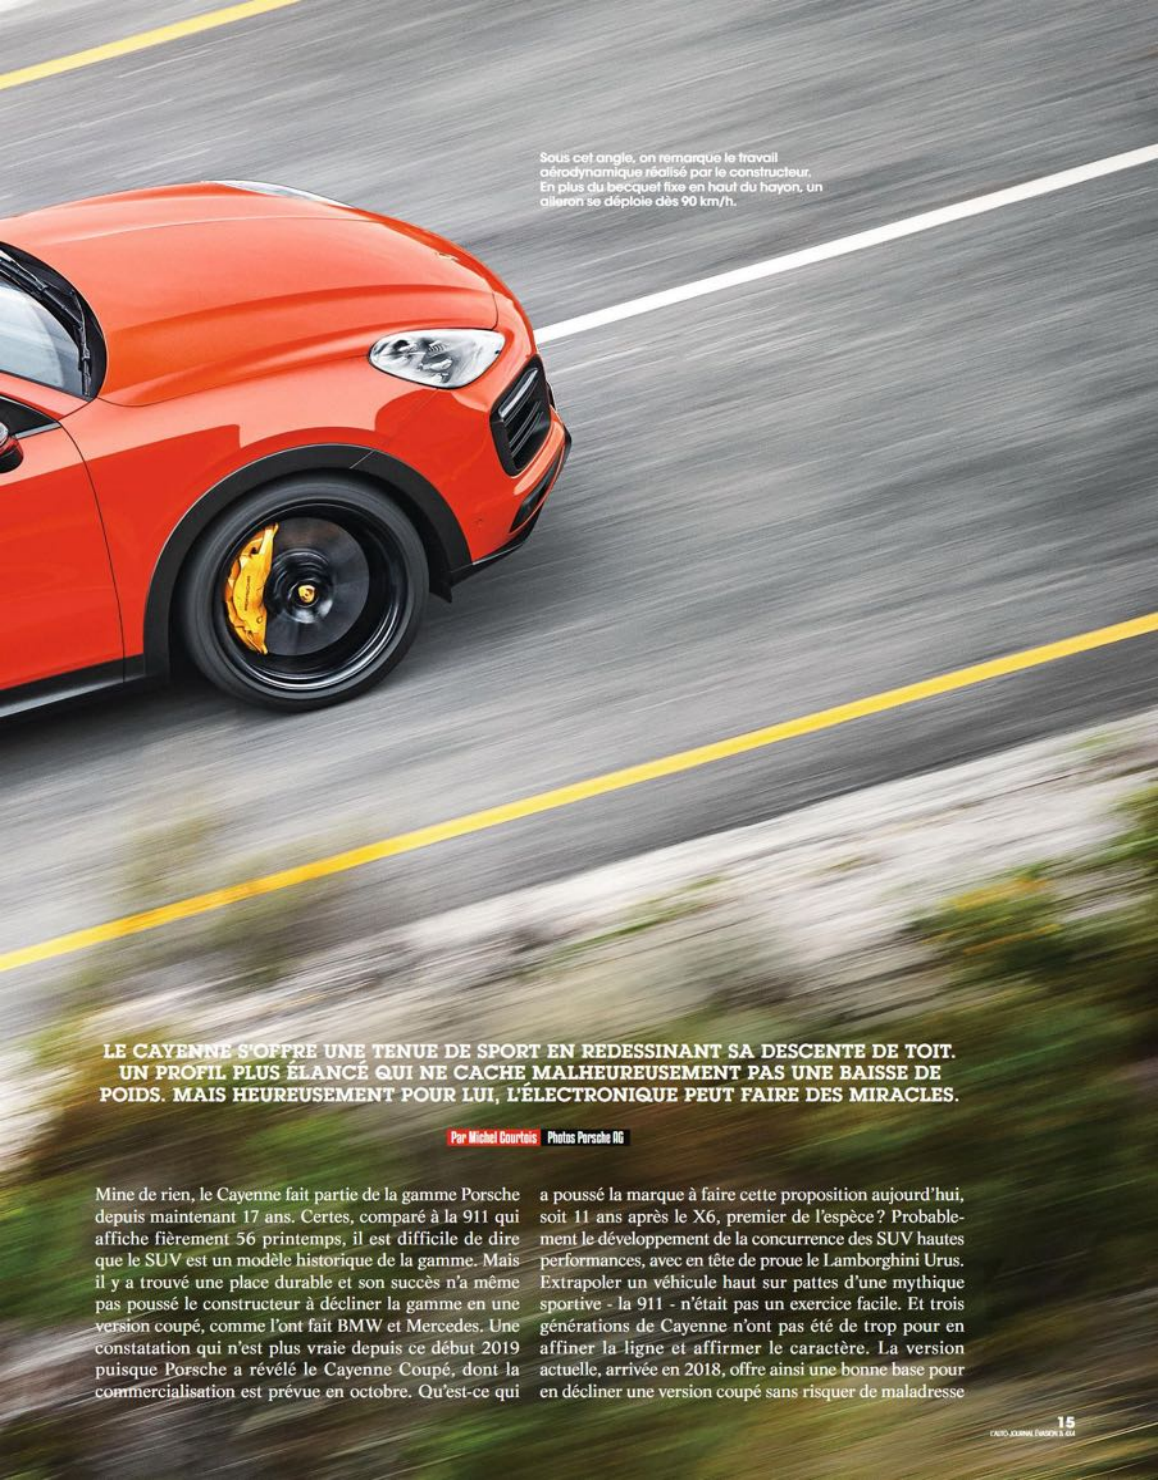 Sous cet angle, on remarque le travail
aérodynamique réalisé par le constructeur.
En plus du becquet fixe en haut du hayon, un
aileron se déploie dès 90 km/h.
LE CAYENNE S'OFFRE UNE TENUE DE SPORT EN REDESSINANT SA DESCENTE DE TOIT.
UN PROFIL PLUS ÉLANCÉ QUI NE CACHE MALHEUREUSEMENT PAS UNE BAISSE DE
POIDS. MAIS HEUREUSEMENT POUR LUI, L'ÉLECTRONIQUE PEUT FAIRE DES MIRACLES.
Par Michel Courtois Photos Porsche AG
Mine de rien, le Cayenne fait partie de la gamme Porsche
depuis maintenant 17 ans. Certes, comparé à la 911 qui
affiche fièrement 56 printemps, il est difficile de dire
que le SUV est un modèle historique de la gamme. Mais
il y a trouvé une place durable et son succès n'a même
pas poussé le constructeur à décliner la gamme en une
version coupé, comme l'ont fait BMW et Mercedes. Une
constatation qui n'est plus vraie depuis ce début 2019
puisque Porsche a révélé le Cayenne Coupé, dont la
commercialisation est prévue en octobre. Qu'est-ce qui
a poussé la marque à faire cette proposition aujourd'hui,
soit 11 ans après le X6, premier de l'espèce ? Probable-
ment le développement de la concurrence des SUV hautes
performances, avec en tête de proue le Lamborghini Urus.
Extrapoler un véhicule haut sur pattes d'une mythique
sportive - la 911 - n'était pas un exercice facile. Et trois
générations de Cayenne n'ont pas été de trop pour en
affiner la ligne et affirmer le caractère. La version
actuelle, arrivée en 2018, offre ainsi une bonne base pour
en décliner une version coupé sans risquer de maladresse
15
L'AUTO-JOURNAL ÉVASION & 4X4